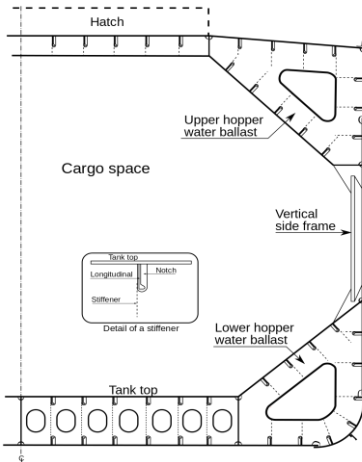 Hatch
Upper hopper
water ballast
Cargo space
Vertical
side frame
Tank top
Longitudinal
Notch
Stiffener
Detail of a stiffener
Lower hopper
water ballast
Tank top